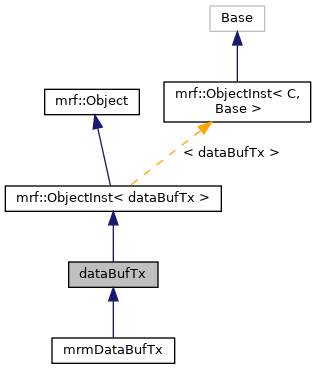 Base
mrf::ObjectInst< C,
Base >
mrf::Object
< dataBufTx >
mrf::ObjectInst< dataBufTx >
dataBufTx
mrmDataBufTx